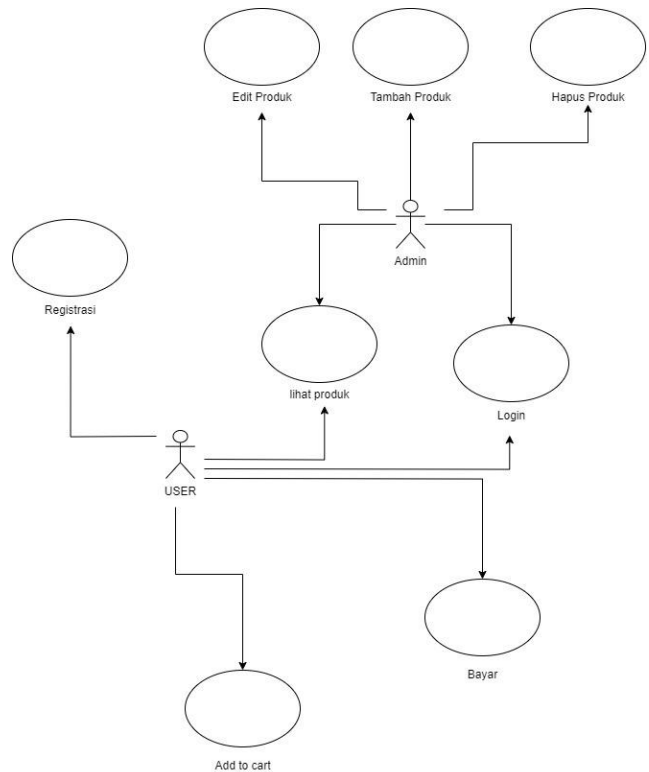 Edit Produk
Tambah Produk
Hapus Produk
Admin
Registrasi
lihat produk
Login
USER
Bayar
Add to cart